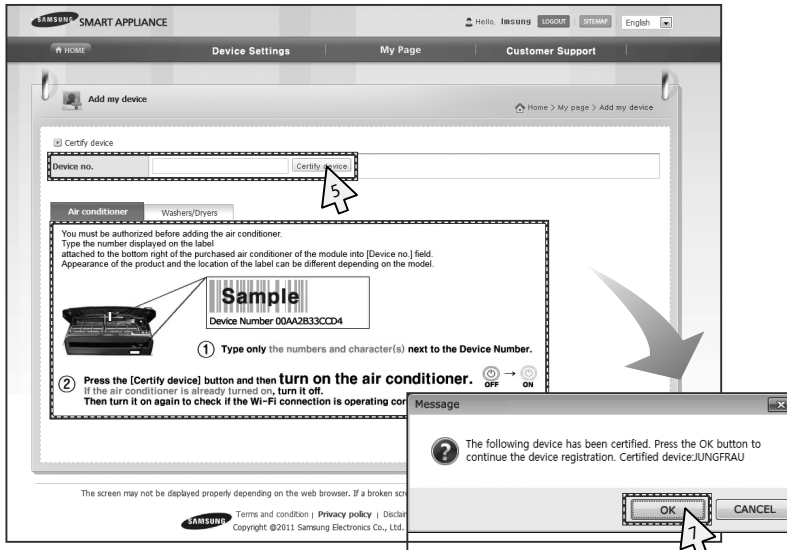 SAMSUNG SMART APPLIANCE
Hello, Imsung LOGOUT SITEMAP English
HOME Device Settings My Page Customer Support
Add my device
Home > My page > Add my device
Certify device
Device no. Certify device
5
Air conditioner Washers/Dryers
You must be authorized before adding the air conditioner.
Type the number displayed on the label
attached to the bottom right of the purchased air conditioner of the module into [Device no.] field.
Appearance of the product and the location of the label can be different depending on the model.
Sample
Device Number 00AA2B33CCD4
1 Type only the numbers and character(s) next to the Device Number.
2 Press the [Certify device] button and then turn on the air conditioner.
If the air conditioner is already turned on, turn it off.
Then turn it on again to check if the Wi-Fi connection is operating cor
OFF → ON
Message
The following device has been certified. Press the OK button to
continue the device registration. Certified device:JUNGFRAU
OK CANCEL
7
The screen may not be displayed properly depending on the web browser. If a broken scre
SAMSUNG Terms and condition | Privacy policy | Disclair
Copyright @2011 Samsung Electronics Co., Ltd.